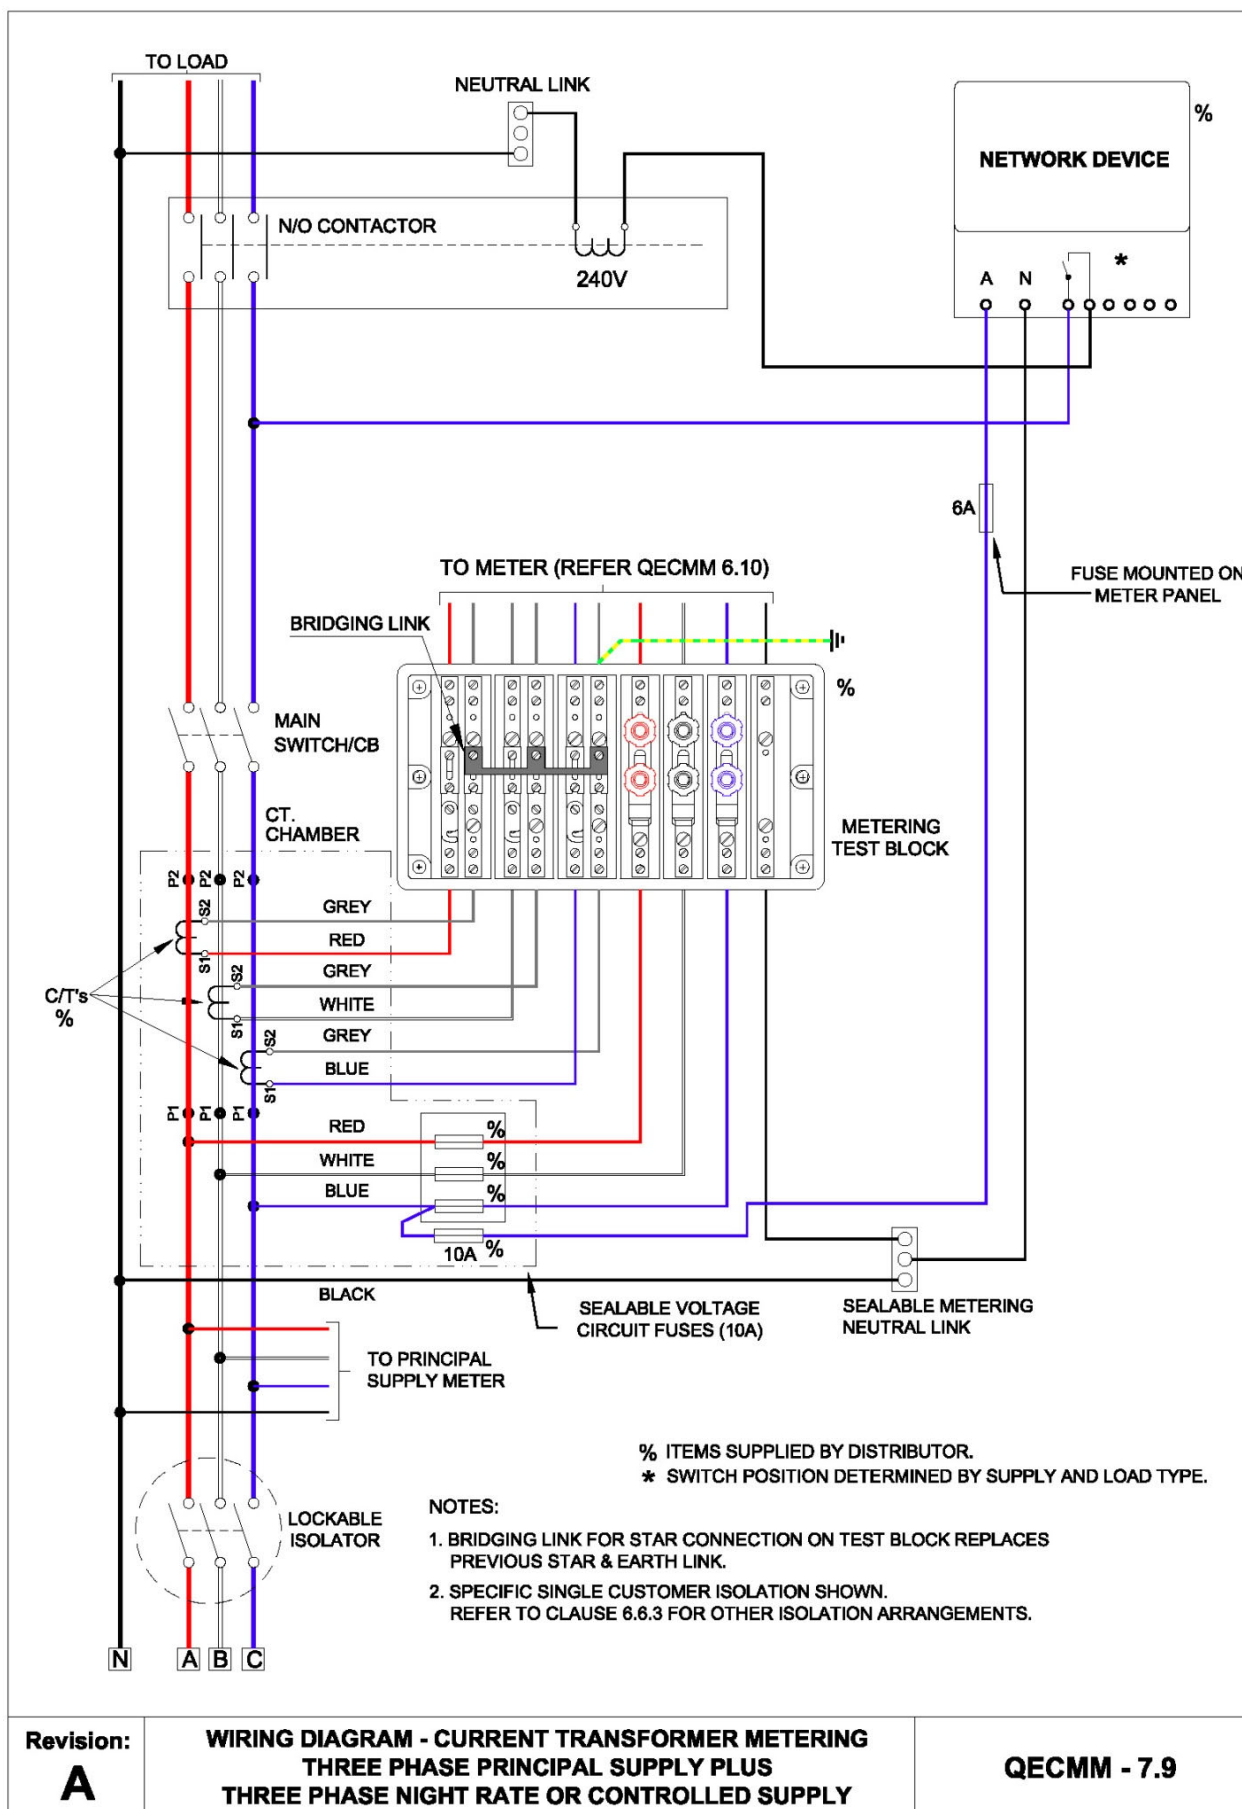 TO LOAD
NEUTRAL LINK
%
NETWORK DEVICE
N/O CONTACTOR
240V
*
A N
6A
FUSE MOUNTED ON
METER PANEL
TO METER (REFER QECMM 6.10)
BRIDGING LINK
%
MAIN
SWITCH/CB
CT.
CHAMBER
METERING
TEST BLOCK
P2 P2 P2
S2
GREY
RED
S1
S2
GREY
C/T's
%
WHITE
S1
S2
GREY
BLUE
S1
P1 P1 P1
RED
%
WHITE
%
BLUE
%
10A %
BLACK
SEALABLE VOLTAGE
CIRCUIT FUSES (10A)
SEALABLE METERING
NEUTRAL LINK
TO PRINCIPAL
SUPPLY METER
% ITEMS SUPPLIED BY DISTRIBUTOR.
* SWITCH POSITION DETERMINED BY SUPPLY AND LOAD TYPE.
LOCKABLE
ISOLATOR
NOTES:
1. BRIDGING LINK FOR STAR CONNECTION ON TEST BLOCK REPLACES
PREVIOUS STAR & EARTH LINK.
2. SPECIFIC SINGLE CUSTOMER ISOLATION SHOWN.
REFER TO CLAUSE 6.6.3 FOR OTHER ISOLATION ARRANGEMENTS.
N A B C
Revision:
A
WIRING DIAGRAM - CURRENT TRANSFORMER METERING
THREE PHASE PRINCIPAL SUPPLY PLUS
THREE PHASE NIGHT RATE OR CONTROLLED SUPPLY
QECMM - 7.9